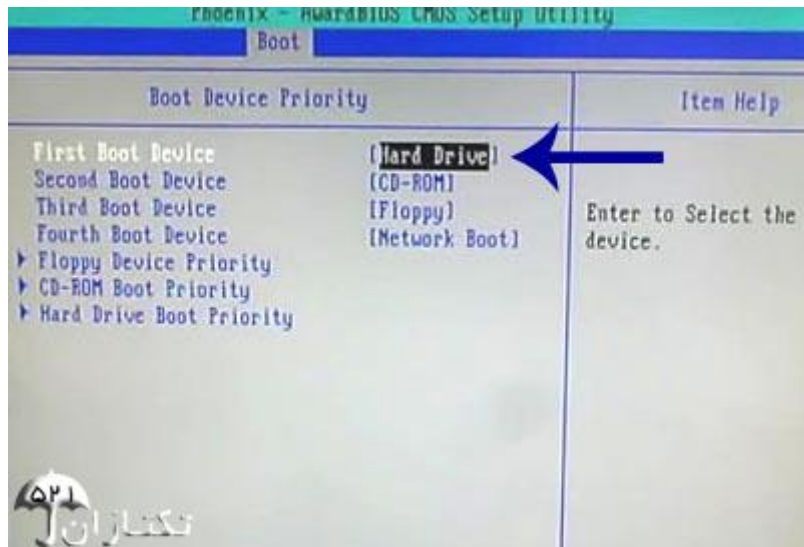 Phoenix - AwardBIOS CMOS Setup Utility
Boot
Boot Device Priority
Item Help
First Boot Device [Hard Drive]
Second Boot Device [CD-ROM]
Third Boot Device [Floppy]
Fourth Boot Device [Network Boot]
Floppy Device Priority
CD-ROM Boot Priority
Hard Drive Boot Priority
Enter to Select the
device.
۵۲۱
تکنازان